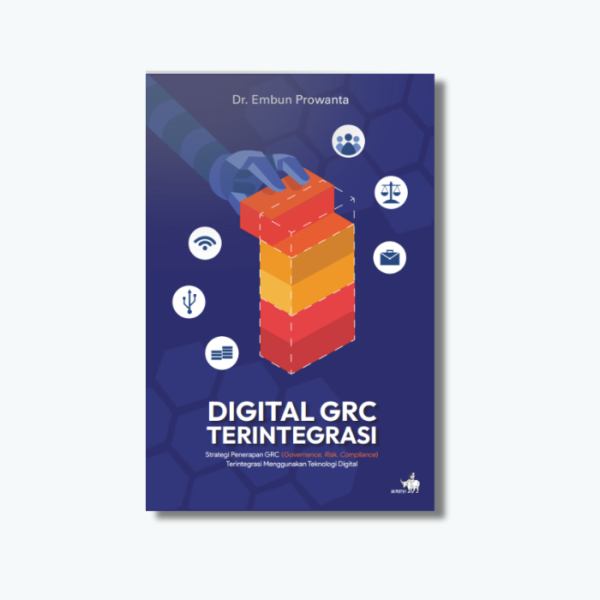 Dr. Embun Prowanta
DIGITAL GRC
TERINTEGRASI
Strategi Penerapan GRC (Governance, Risk, Compliance)
Terintegrasi Menggunakan Teknologi Digital